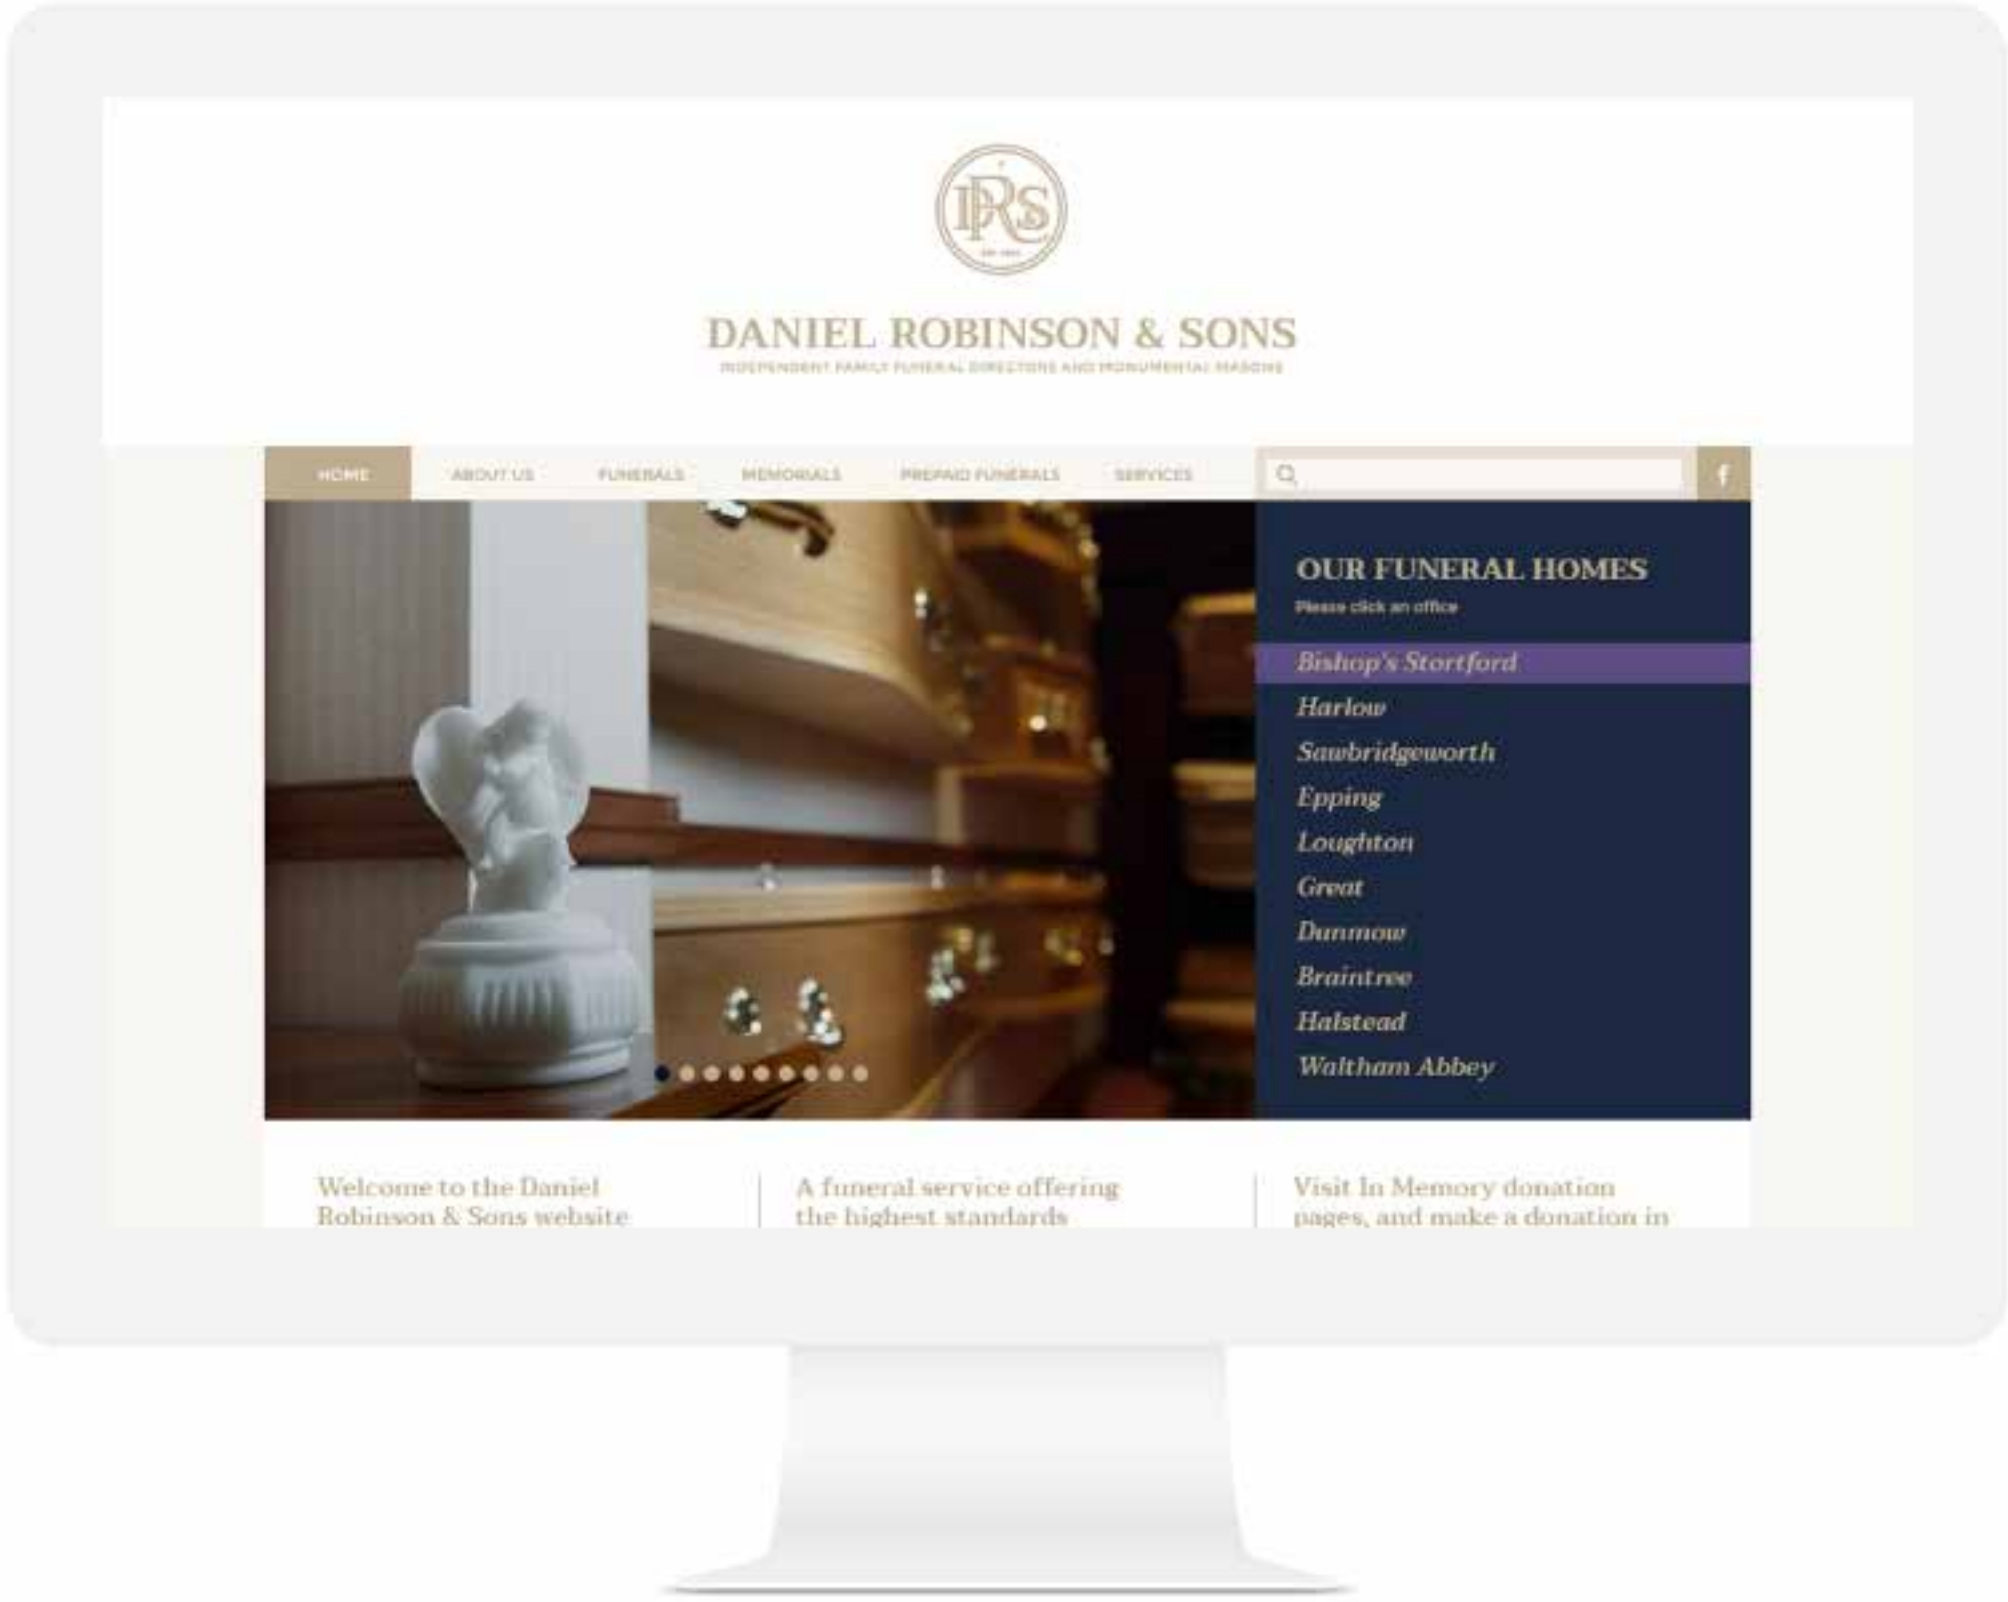 DRS
DANIEL ROBINSON & SONS
INDEPENDENT FAMILY FUNERAL DIRECTORS AND MONUMENTAL MASONS
HOME ABOUT US FUNERALS MEMORIALS PREPAID FUNERALS SERVICES f
OUR FUNERAL HOMES
Please click an office
Bishop's Stortford
Harlow
Sawbridgeworth
Epping
Loughton
Great
Dunmow
Braintree
Halstead
Waltham Abbey
Welcome to the Daniel
Robinson & Sons website
A funeral service offering
the highest standards
Visit In Memory donation
pages, and make a donation in